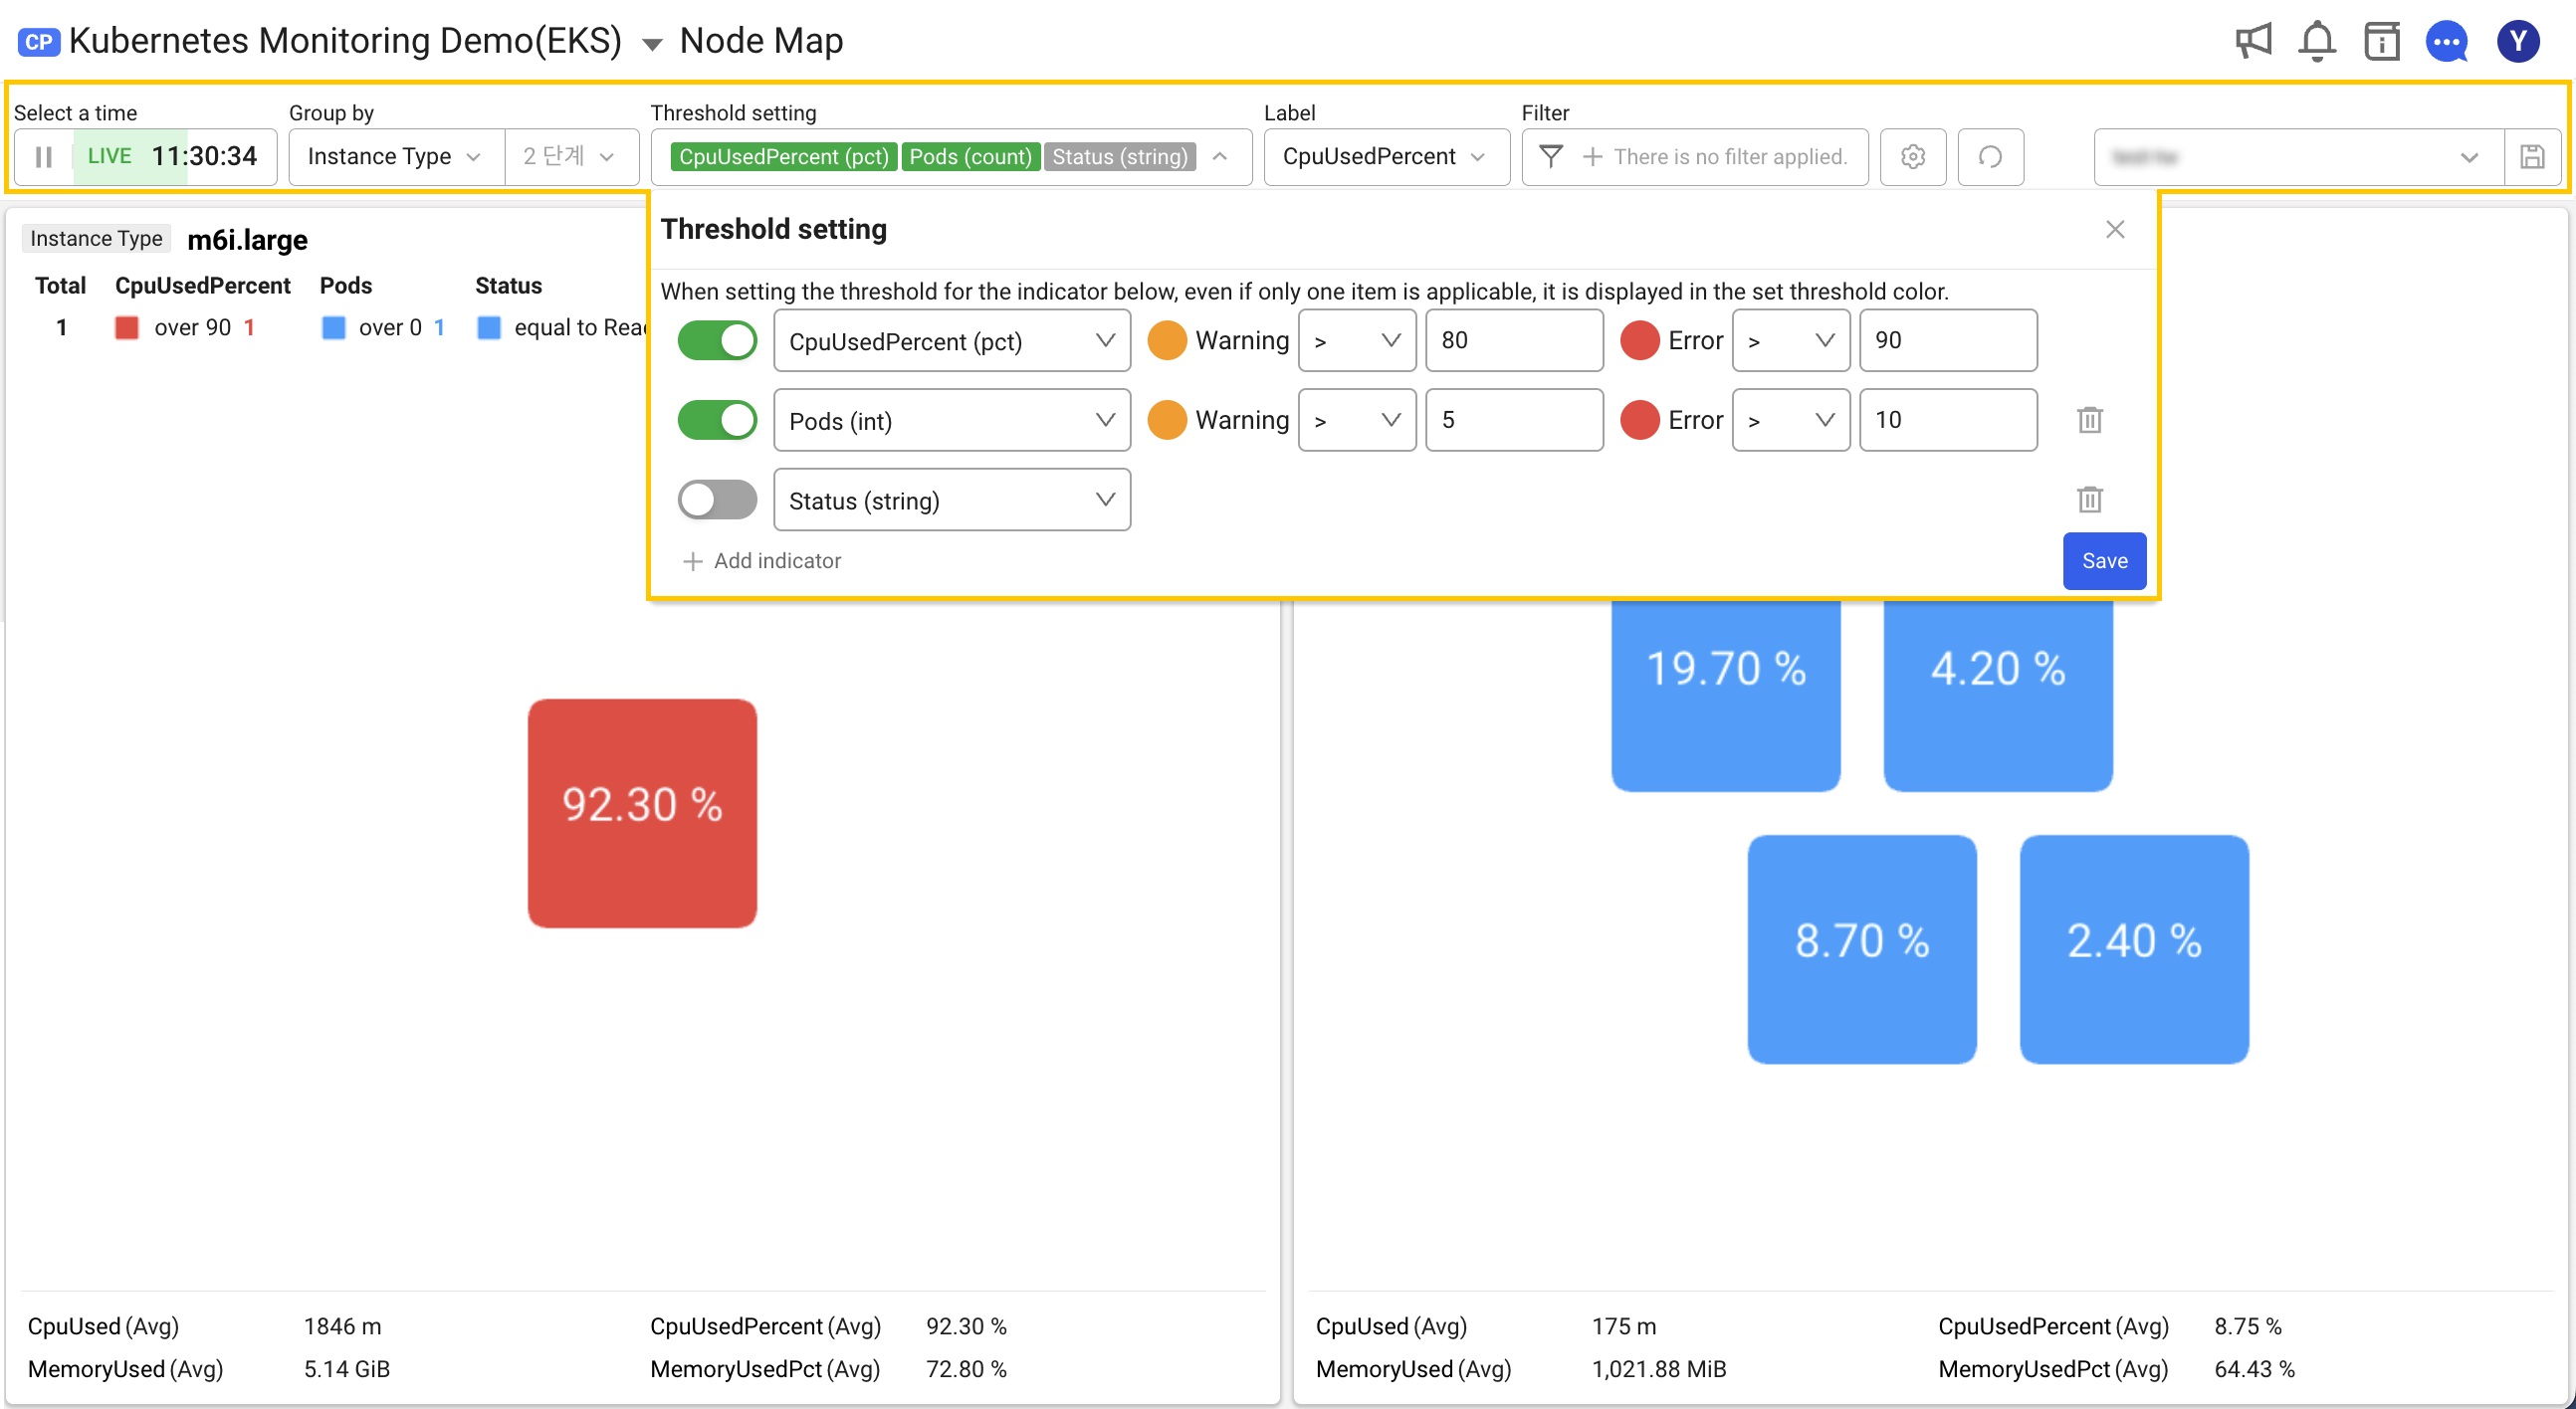 CP Kubernetes Monitoring Demo(EKS) Node Map
Y
Select a time
Group by
Threshold setting
Label
Filter
LIVE 11:30:34
Instance Type
2 단계
CpuUsedPercent (pct) Pods (count) Status (string)
CpuUsedPercent
There is no filter applied.
Instance Type m6i.large
Total CpuUsedPercent Pods Status
1 over 90 1 over 0 1 equal to Rea
Threshold setting
When setting the threshold for the indicator below, even if only one item is applicable, it is displayed in the set threshold color.
CpuUsedPercent (pct) Warning > 80 Error > 90
Pods (int) Warning > 5 Error > 10
Status (string)
+ Add indicator
Save
92.30 %
19.70 % 4.20 %
8.70 % 2.40 %
CpuUsed (Avg) 1846 m CpuUsedPercent (Avg) 92.30 %
MemoryUsed (Avg) 5.14 GiB MemoryUsedPct (Avg) 72.80 %
CpuUsed (Avg) 175 m CpuUsedPercent (Avg) 8.75 %
MemoryUsed (Avg) 1,021.88 MiB MemoryUsedPct (Avg) 64.43 %